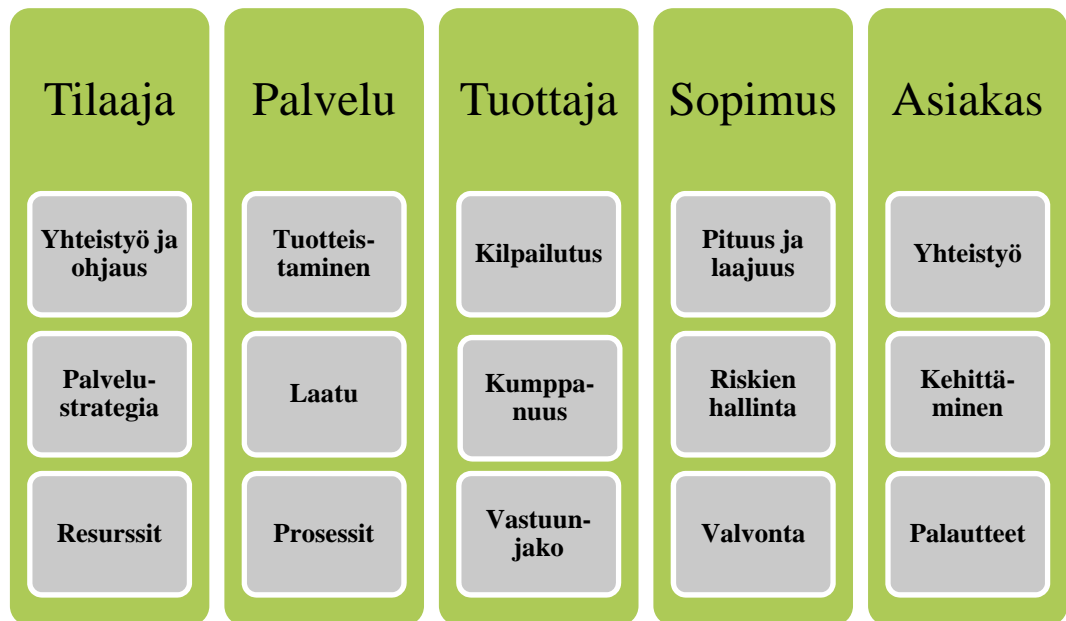 Tilaaja
Yhteistyö ja
ohjaus
Palvelu-
strategia
Resurssit
Palvelu
Tuotteis-
taminen
Laatu
Prosessit
Tuottaja
Kilpailutus
Kumppa-
nuus
Vastuun-
jako
Sopimus
Pituus ja
laajuus
Riskien
hallinta
Valvonta
Asiakas
Yhteistyö
Kehittä-
minen
Palautteet